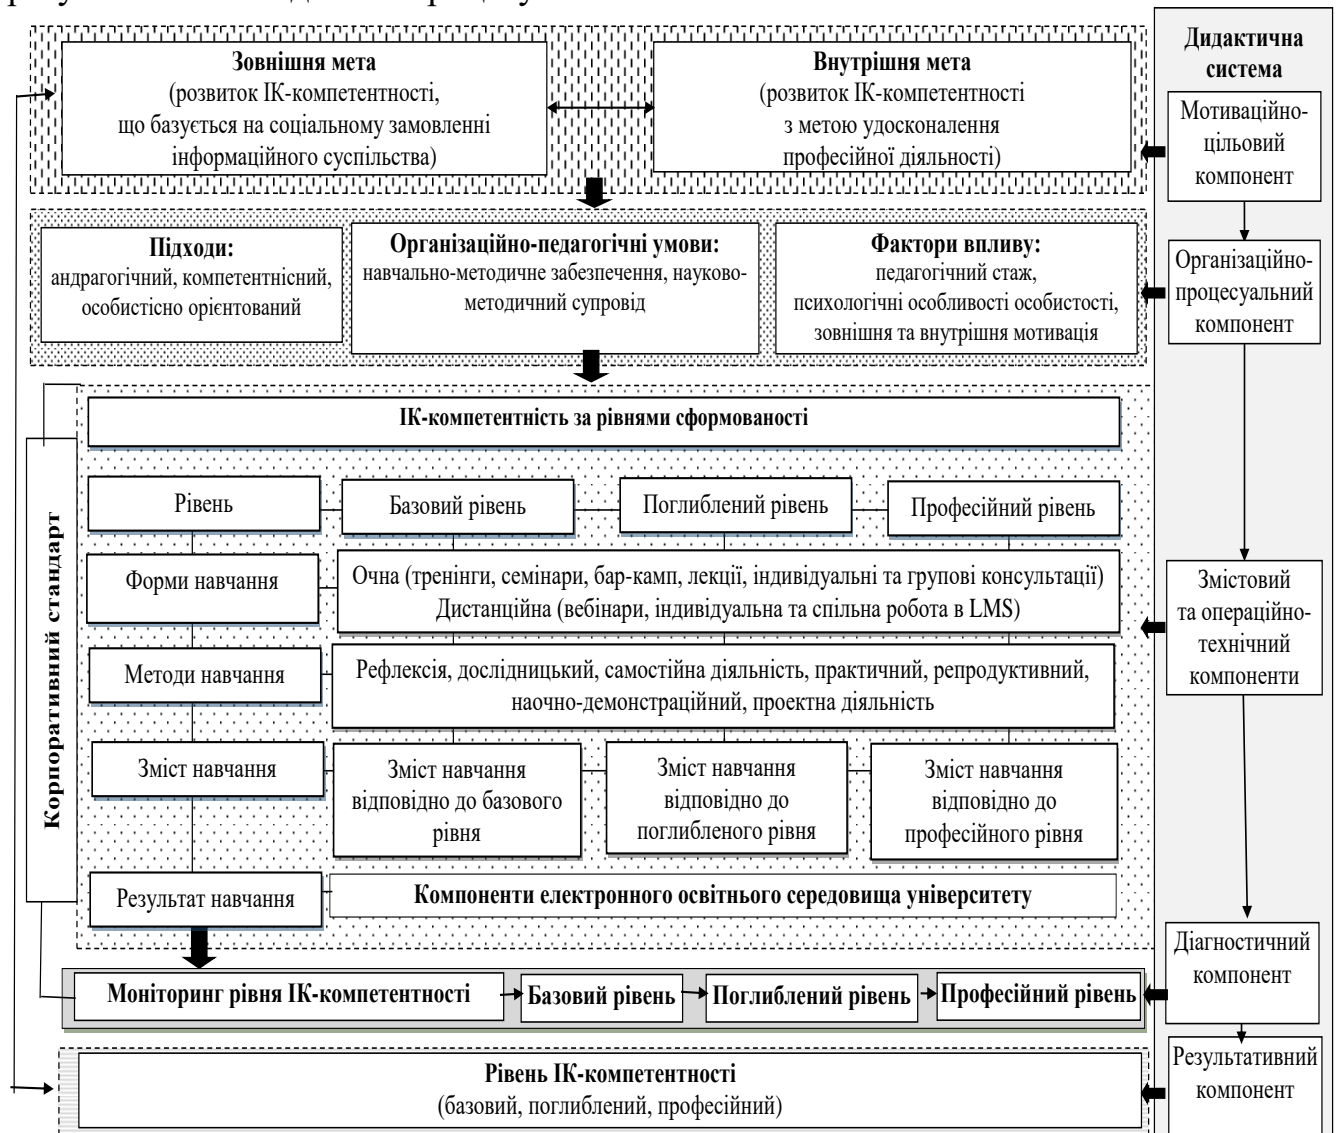 Зовнішня мета
(розвиток ІК-компетентності,
що базується на соціальному замовленні
інформаційного суспільства)
Внутрішня мета
(розвиток ІК-компетентності
з метою удосконалення
професійної діяльності)
Дидактична
система
Мотиваційно-
цільовий
компонент
Підходи:
андрагогічний, компетентнісний,
особистісно орієнтований
Організаційно-педагогічні умови:
навчально-методичне забезпечення, науково-
методичний супровід
Фактори впливу:
педагогічний стаж,
психологічні особливості особистості,
зовнішня та внутрішня мотивація
Організаційно-
процесуальний
компонент
Корпоративний стандарт
ІК-компетентність за рівнями сформованості
Рівень
Базовий рівень
Поглиблений рівень
Професійний рівень
Форми навчання
Очна (тренінги, семінари, бар-камп, лекції, індивідуальні та групові консультації)
Дистанційна (вебінари, індивідуальна та спільна робота в LMS)
Змістовий
та операційно-
технічний
компоненти
Методи навчання
Рефлексія, дослідницький, самостійна діяльність, практичний, репродуктивний,
наочно-демонстраційний, проектна діяльність
Зміст навчання
Зміст навчання
відповідно до базового
рівня
Зміст навчання
відповідно до
поглибленого рівня
Зміст навчання
відповідно до
професійного рівня
Результат навчання
Компоненти електронного освітнього середовища університету
Діагностичний
компонент
Моніторинг рівня ІК-компетентності
Базовий рівень
Поглиблений рівень
Професійний рівень
Рівень ІК-компетентності
(базовий, поглиблений, професійний)
Результативний
компонент